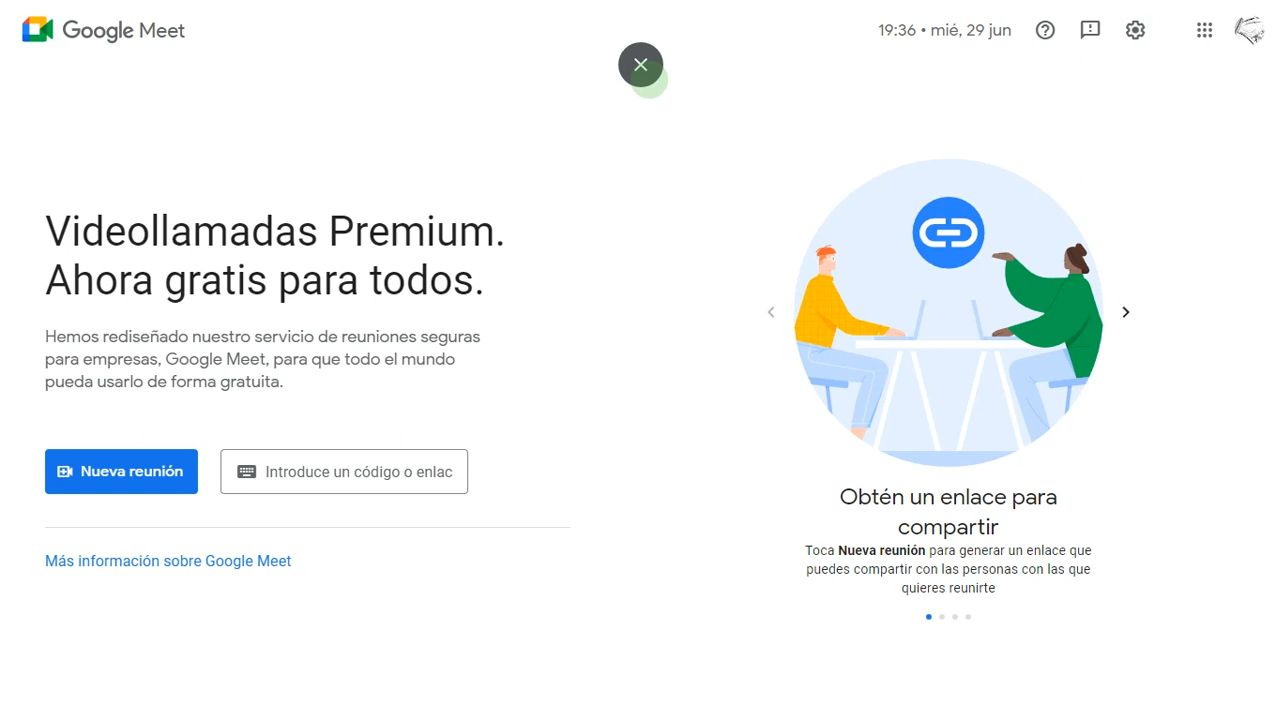 Google Meet
19:36 • mié, 29 jun
Videollamadas Premium.
Ahora gratis para todos.
Hemos rediseñado nuestro servicio de reuniones seguras
para empresas, Google Meet, para que todo el mundo
pueda usarlo de forma gratuita.
Nueva reunión
Introduce un código o enlac
Más información sobre Google Meet
Obtén un enlace para
compartir
Toca Nueva reunión para generar un enlace que
puedes compartir con las personas con las que
quieres reunirte